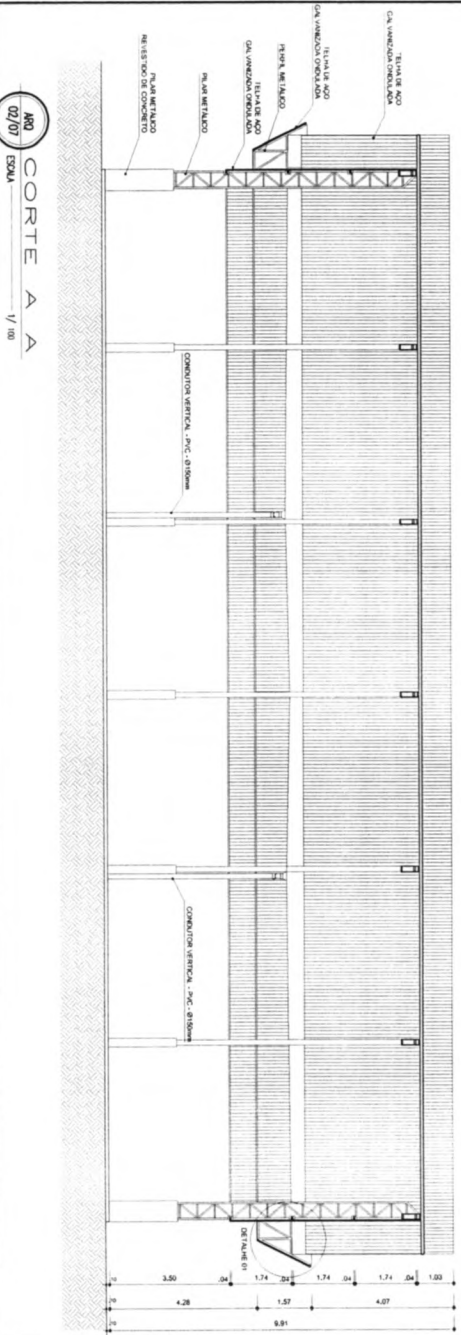 TELHA DE AÇO
GALVANIZADA ONDULADA
TELHA DE AÇO
GALVANIZADA ONDULADA
PERFIL METÁLICO
TELHA DE AÇO
GALVANIZADA ONDULADA
PILAR METÁLICO
PILAR METÁLICO
REVESTIDO DE CONCRETO
CONDUTOR VERTICAL - PVC - Ø150mm
CONDUTOR VERTICAL - PVC - Ø150mm
DETALHE 01
3.50
.04
1.74
.04
1.74
.04
1.74
.04
1.03
.20
4.28
1.57
4.07
.20
9.91
ARQ
02/07
CORTE A A
ESCALA
1/ 100